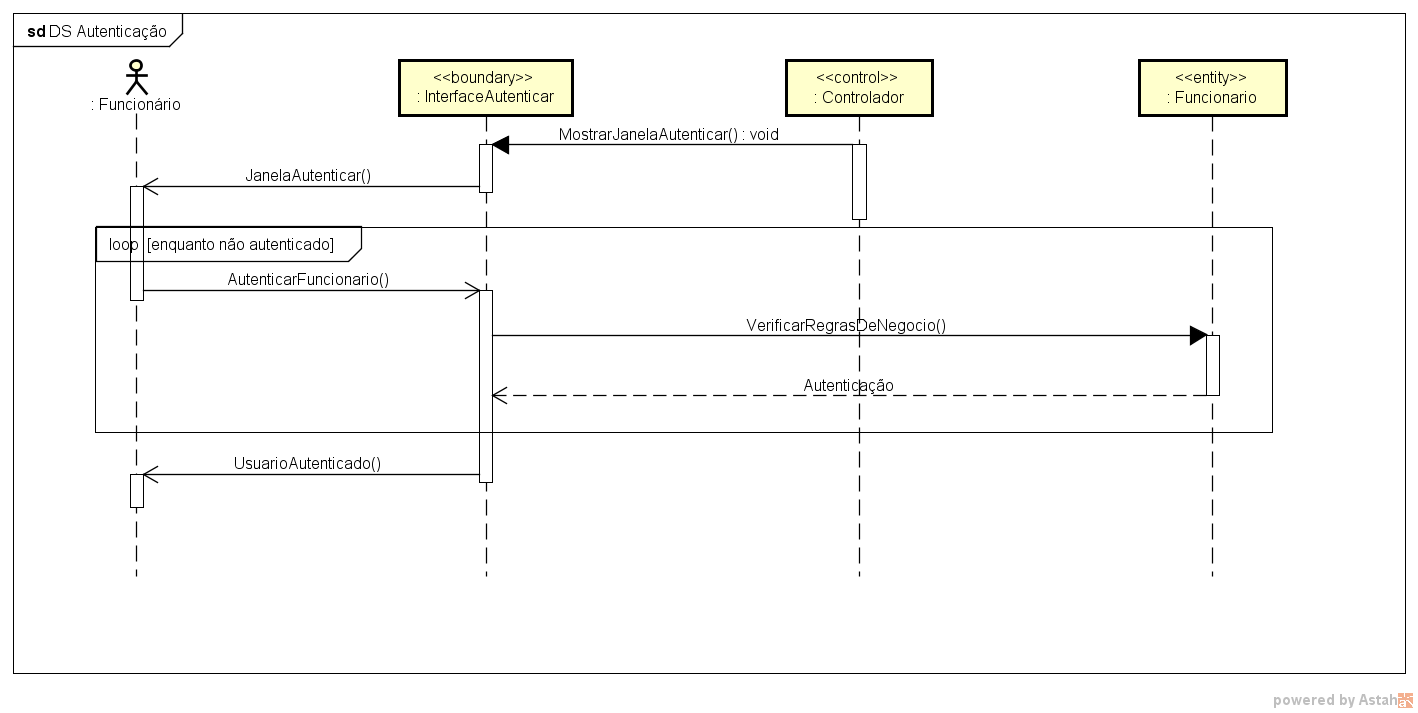 sd DS Autenticação
: Funcionário
<<boundary>>
: InterfaceAutenticar
<<control>>
: Controlador
<<entity>>
: Funcionario
MostrarJanelaAutenticar() : void
JanelaAutenticar()
loop [enquanto não autenticado]
AutenticarFuncionario()
VerificarRegrasDeNegocio()
Autenticação
UsuarioAutenticado()
powered by Astah